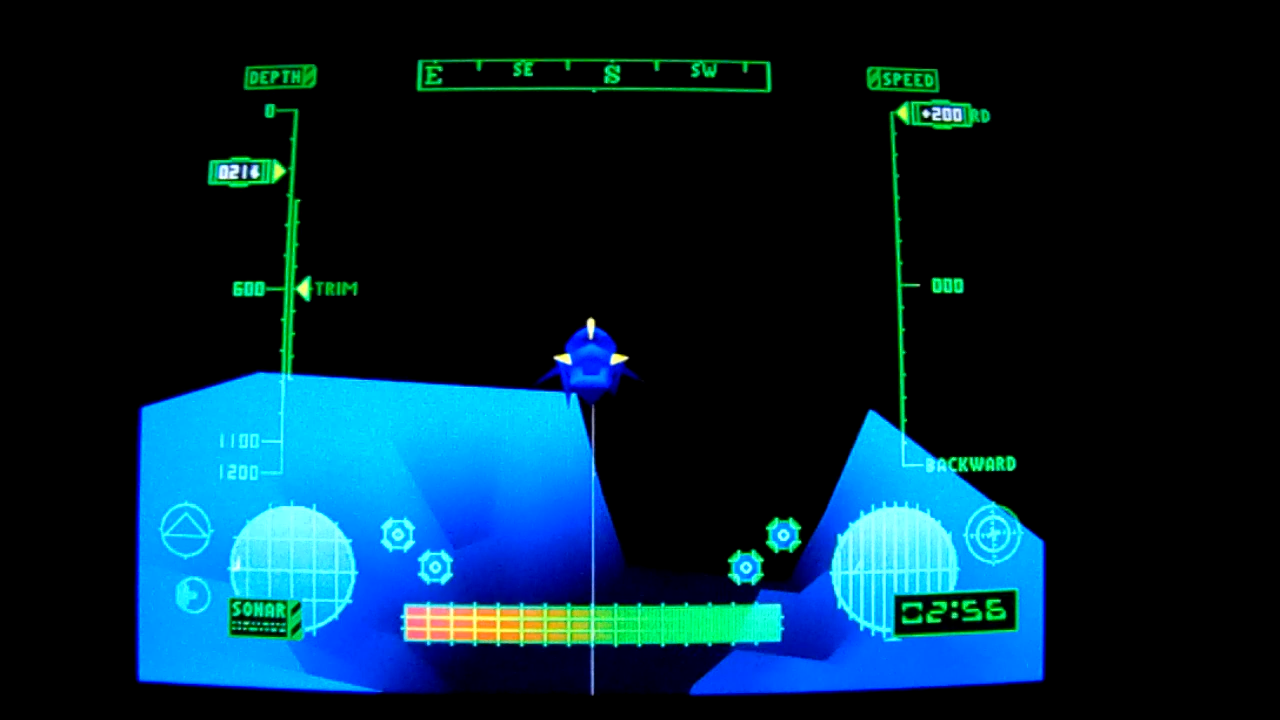 DEPTH
E SE S SW
SPEED
0
+200 RD
0214
600
TRIM
000
1100
1200
BACKWARD
SONAR
02:56